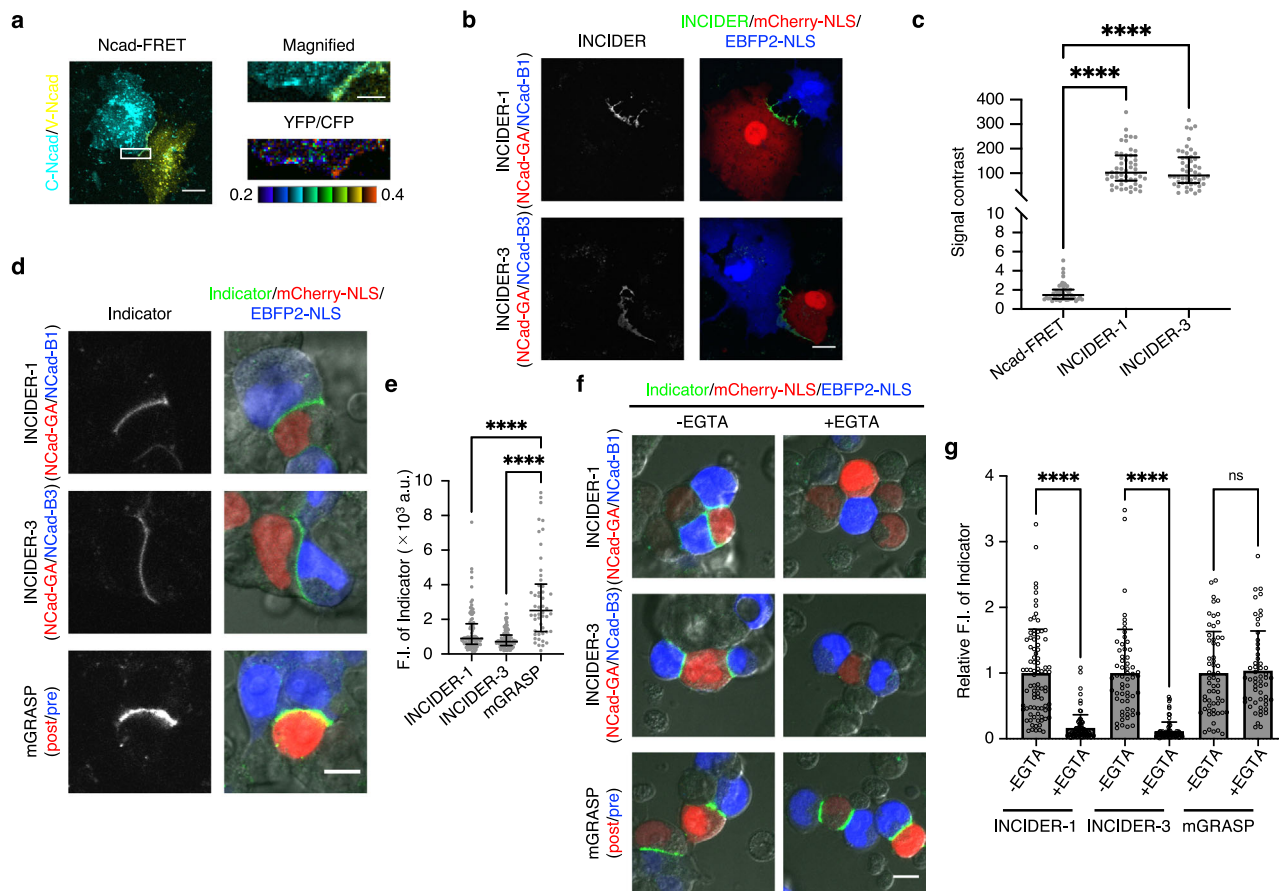 a
Ncad-FRET
Magnified
C-Ncad/V-Ncad
YFP/CFP
0.2
0.4
b
INCIDER
INCIDER/mCherry-NLS/
EBFP2-NLS
INCIDER-1
(NCad-GA/NCad-B1)
INCIDER-3
(NCad-GA/NCad-B3)
c
****
****
Signal contrast
400
300
200
100
12
10
8
6
4
2
0
Ncad-FRET
INCIDER-1
INCIDER-3
d
Indicator
Indicator/mCherry-NLS/
EBFP2-NLS
INCIDER-1
(NCad-GA/NCad-B1)
INCIDER-3
(NCad-GA/NCad-B3)
mGRASP
(post/pre)
e
****
****
F.I. of Indicator (× 10³ a.u.)
10
8
6
4
2
0
INCIDER-1
INCIDER-3
mGRASP
f
Indicator/mCherry-NLS/EBFP2-NLS
-EGTA
+EGTA
INCIDER-1
(NCad-GA/NCad-B1)
INCIDER-3
(NCad-GA/NCad-B3)
mGRASP
(post/pre)
g
****
****
ns
Relative F.I. of Indicator
4
3
2
1
0
-EGTA
+EGTA
-EGTA
+EGTA
-EGTA
+EGTA
INCIDER-1
INCIDER-3
mGRASP